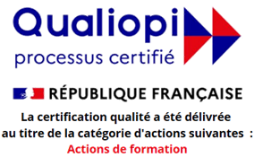 Qualiopi
processus certifié
RÉPUBLIQUE FRANÇAISE
La certification qualité a été délivrée
au titre de la catégorie d'actions suivantes :
Actions de formation